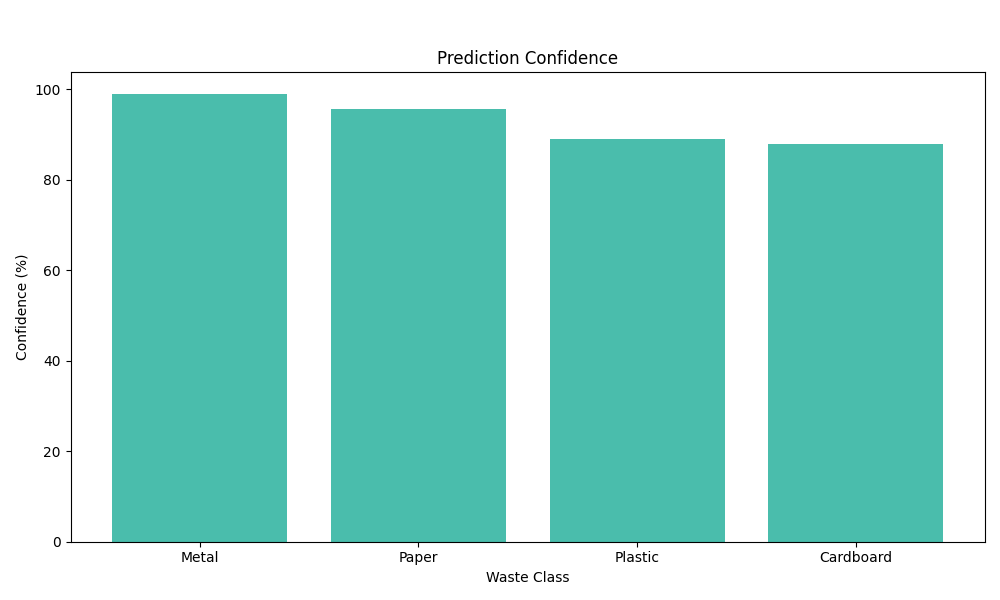 Prediction Confidence
100
80
60
40
20
0
Confidence (%)
Metal Paper Plastic Cardboard
Waste Class